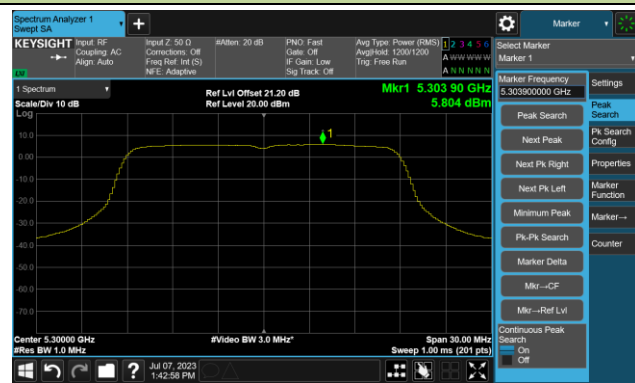 Spectrum Analyzer 1
Swept SA
Marker
KEYSIGHT
Input: RF
Coupling: AC
Align: Auto
Input Z: 50 Ω
Corrections: Off
Freq Ref: Int (S)
NFE: Adaptive
#Atten: 20 dB
PNO: Fast
Gate: Off
IF Gain: Low
Sig Track: Off
Avg Type: Power (RMS)
Avg|Hold: 1200/1200
Trig: Free Run
1 2 3 4 5 6
A W W W W W
A N N N N N
Select Marker
Marker 1
1 Spectrum
Scale/Div 10 dB
Log
Ref Lvl Offset 21.20 dB
Ref Level 20.00 dBm
Mkr1 5.303 90 GHz
5.804 dBm
10.0
0.00
-10.0
-20.0
-30.0
-40.0
-50.0
-60.0
-70.0
1
Center 5.30000 GHz
#Res BW 1.0 MHz
#Video BW 3.0 MHz*
Span 30.00 MHz
Sweep 1.00 ms (201 pts)
Marker Frequency
5.303900000 GHz
Peak Search
Next Peak
Next Pk Right
Next Pk Left
Minimum Peak
Pk-Pk Search
Marker Delta
Mkr→CF
Mkr→Ref Lvl
Continuous Peak
Search
On
Off
Settings
Peak
Search
Pk Search
Config
Properties
Marker
Function
Marker→
Counter
Jul 07, 2023
1:42:58 PM